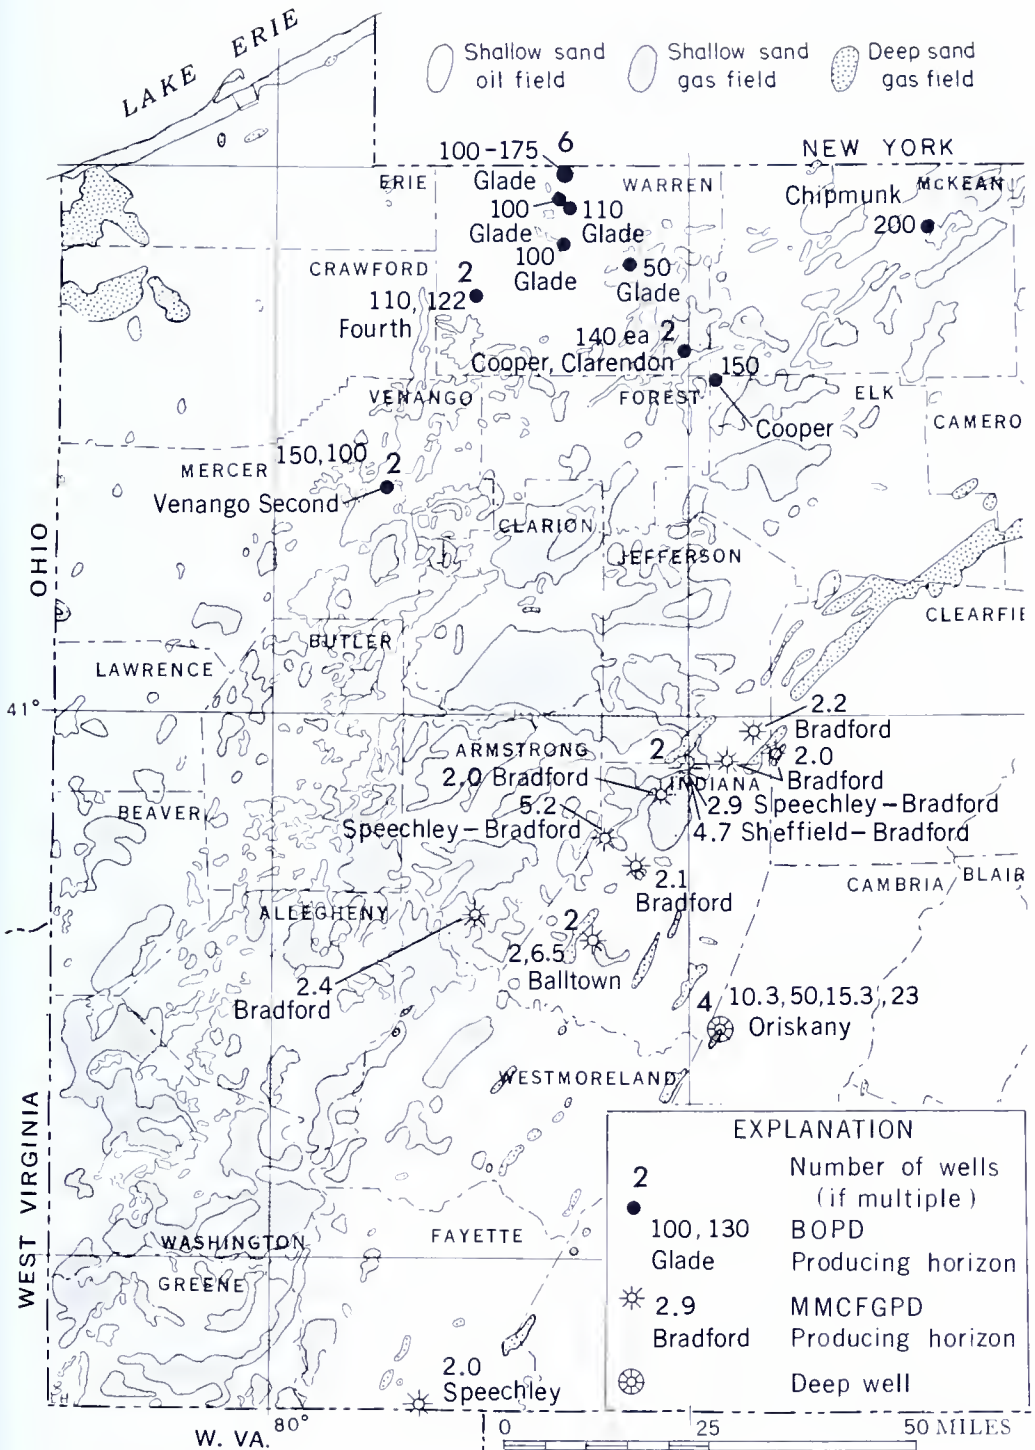 LAKE ERIE
Shallow sand
oil field
Shallow sand
gas field
Deep sand
gas field
NEW YORK
100-175
6
Glade
ERIE
WARREN
McKEAN
Chipmunk
200
100
Glade
110
Glade
100
Glade
50
Glade
CRAWFORD
2
110, 122
Fourth
140 ea
2
Cooper, Clarendon
150
Cooper
VENANGO
FOREST
ELK
CAMERO
MERCER
150,100
2
Venango Second
CLARION
JEFFERSON
OHIO
CLEARFIE
BUTLER
LAWRENCE
41°
2.2
Bradford
ARMSTRONG
2
2.0
Bradford
2.0 Bradford
INDIANA
2.9 Speechley-Bradford
4.7 Sheffield-Bradford
BEAVER
5.2
Speechley-Bradford
2.1
Bradford
CAMBRIA
BLAIR
ALLEGHENY
2
2,6.5
Balltown
2.4
Bradford
4
10.3,50,15.3,23
Oriskany
WESTMORELAND
WEST VIRGINIA
WASHINGTON
FAYETTE
GREENE
2.0
Speechley
EXPLANATION
2
Number of wells
(if multiple)
100, 130
BOPD
Glade
Producing horizon
2.9
MMCFGPD
Bradford
Producing horizon
Deep well
80°
W. VA.
0
25
50 MILES